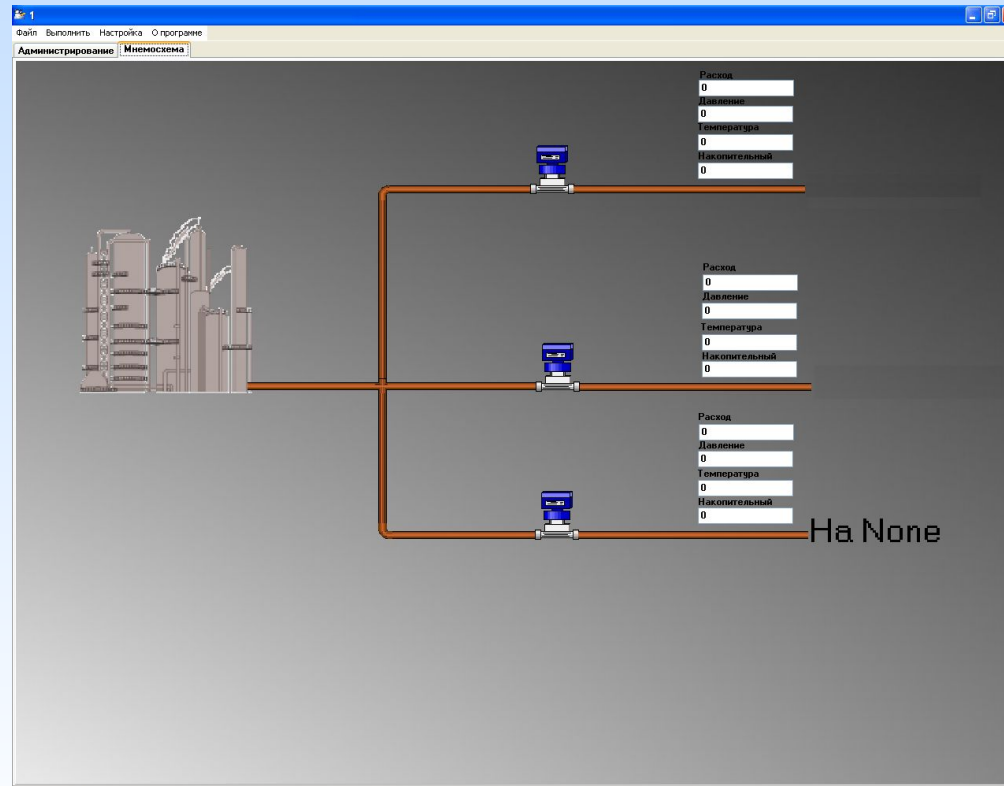 1
Файл Выполнить Настройка О програме
Администрирование Мнемосхема
Расход
0
Давление
0
Температура
0
Накопительный
0
Расход
0
Давление
0
Температура
0
Накопительный
0
Расход
0
Давление
0
Температура
0
Накопительный
0
На None